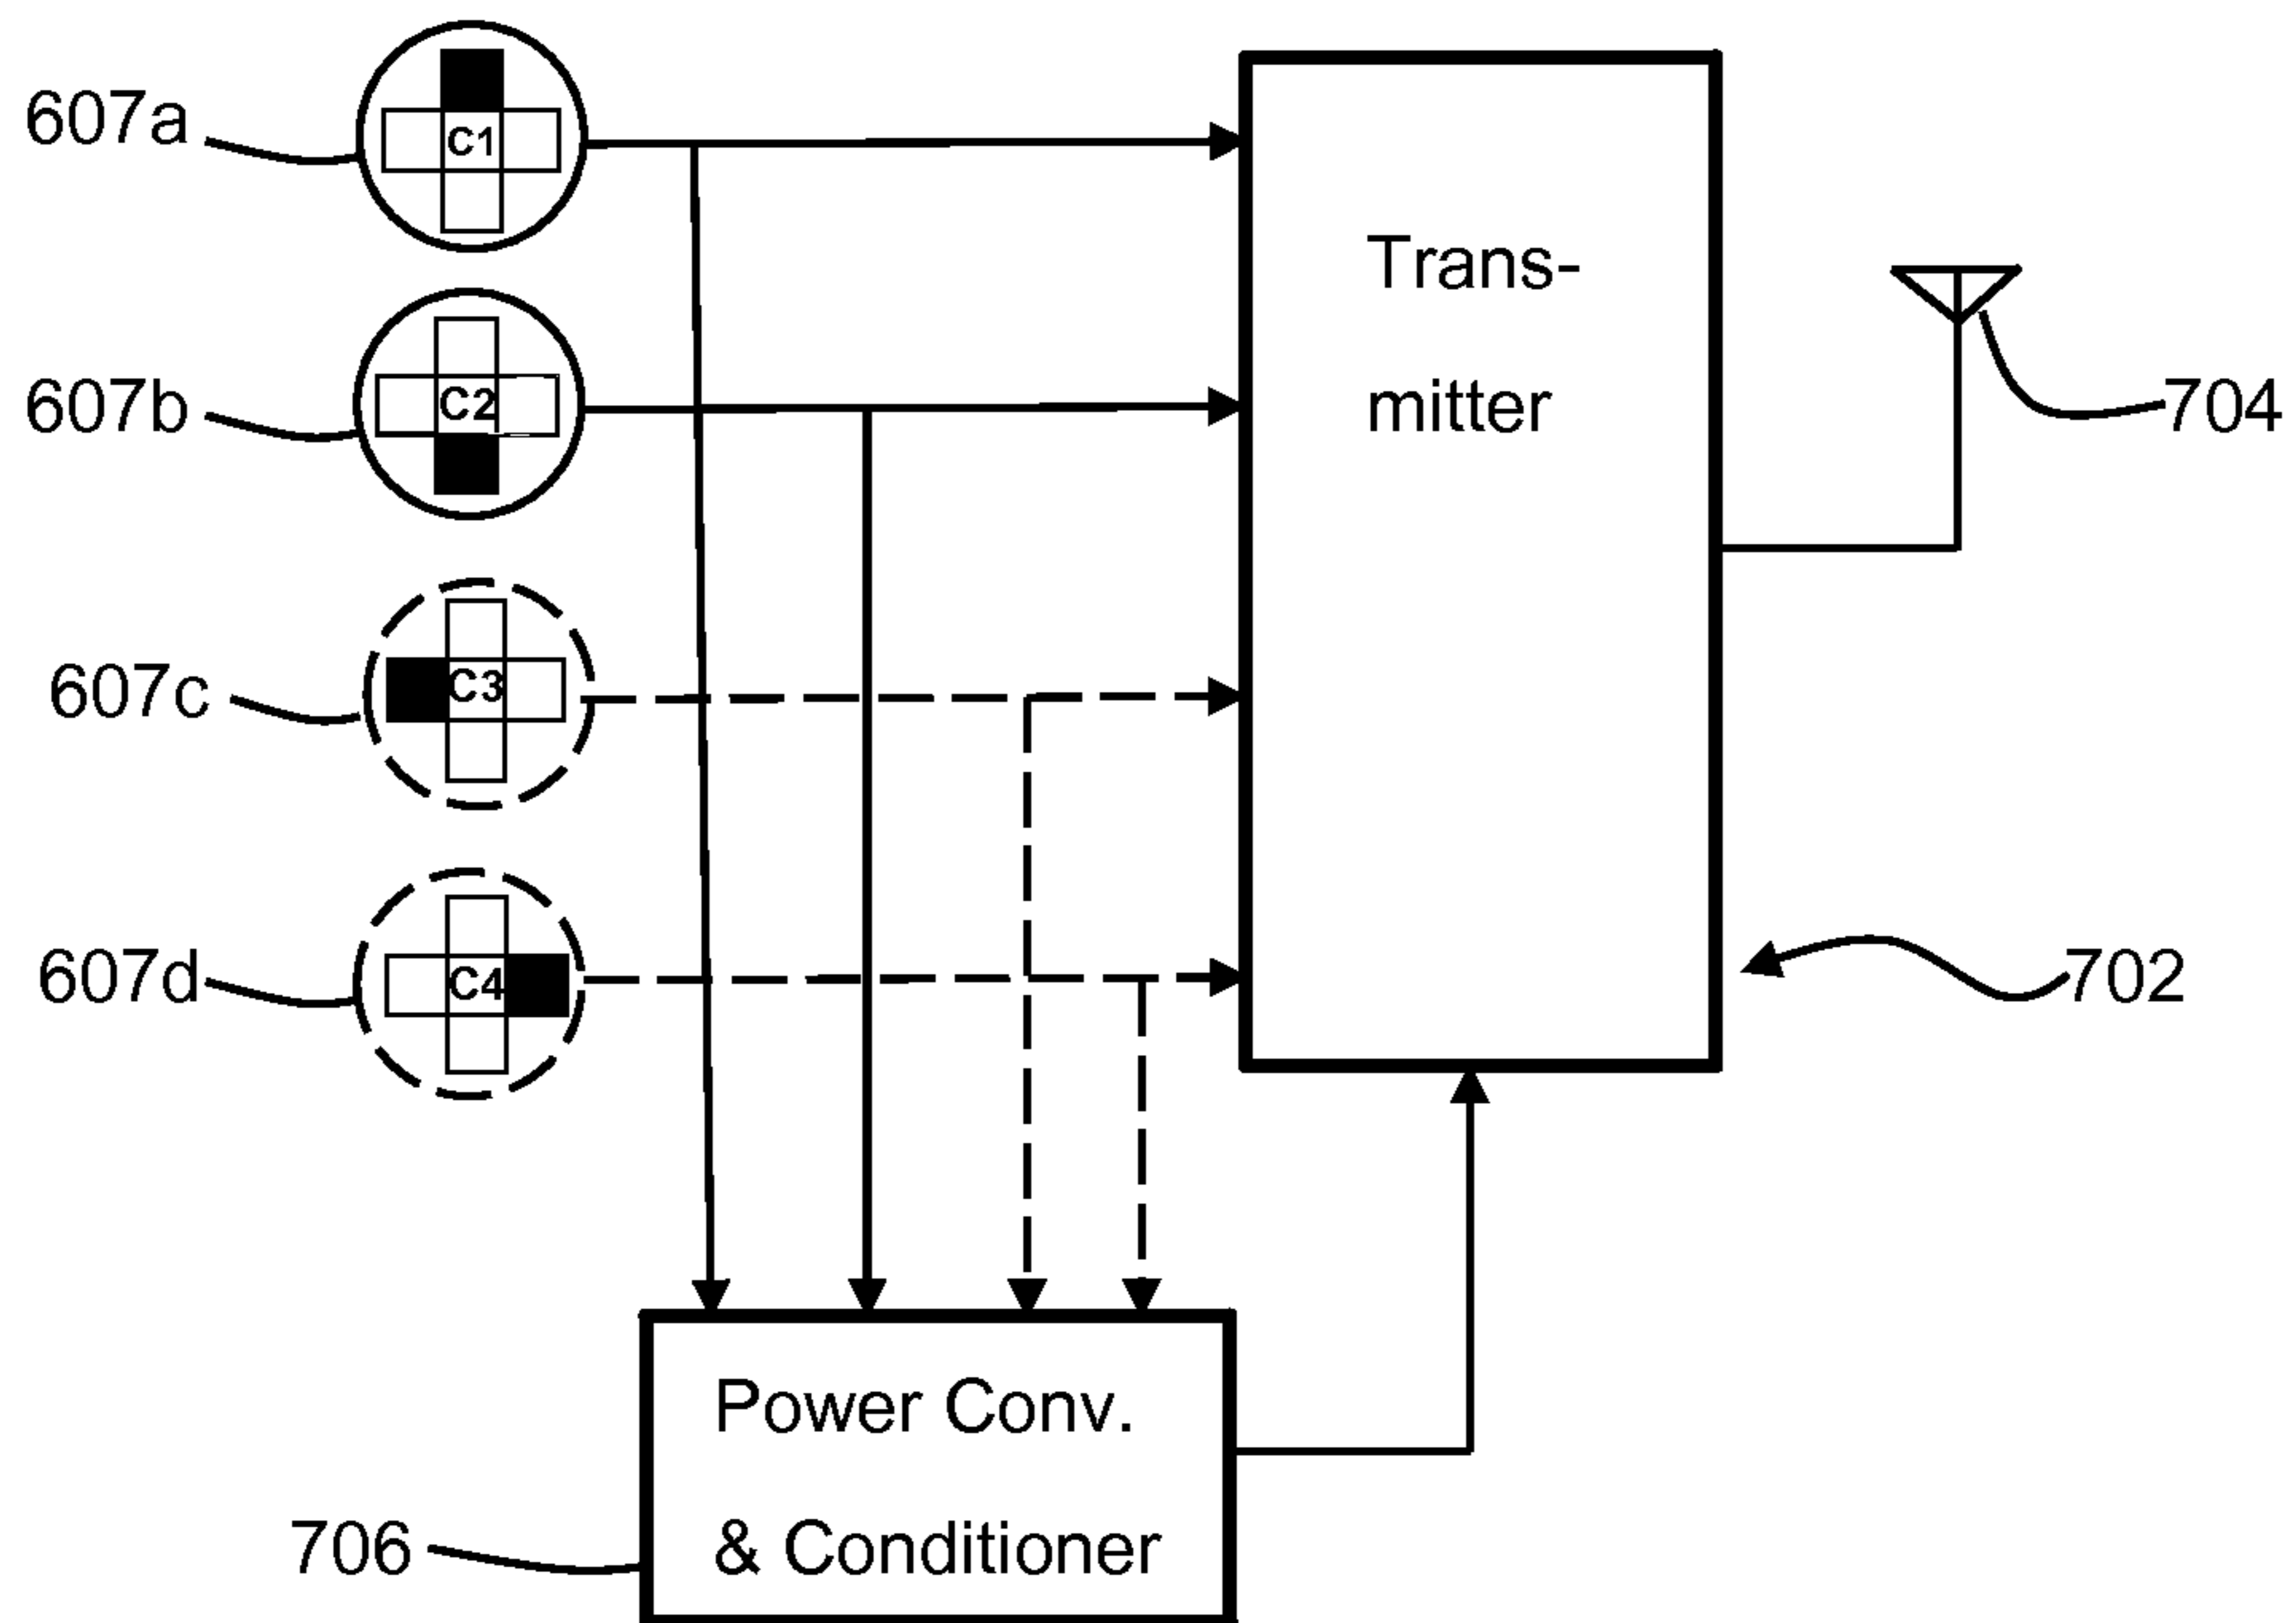 607a
C1
Trans-
607b
C2
mitter
704
607c
C3
607d
C4
702
Power Conv.
706
& Conditioner